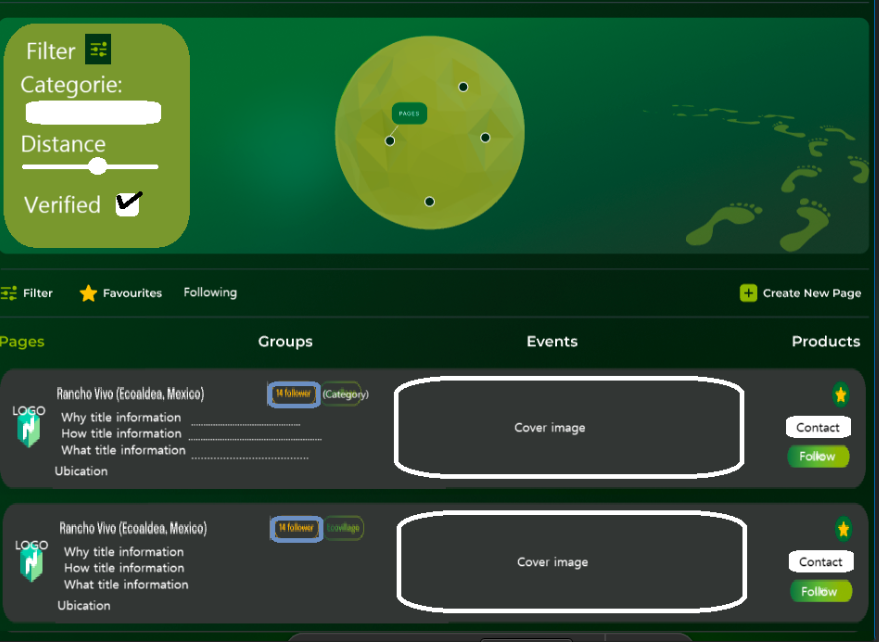 Filter
Categorie:
Distance
Verified
PAGES
Filter
Favourites
Following
Create New Page
Pages
Groups
Events
Products
Rancho Vivo (Ecoaldea, Mexico)
14 follower
(Category)
LOGO
Why title information
How title information
What title information
Ubication
Cover image
Contact
Follow
Rancho Vivo (Ecoaldea, Mexico)
14 follower
Ecovillage
LOGO
Why title information
How title information
What title information
Ubication
Cover image
Contact
Follow